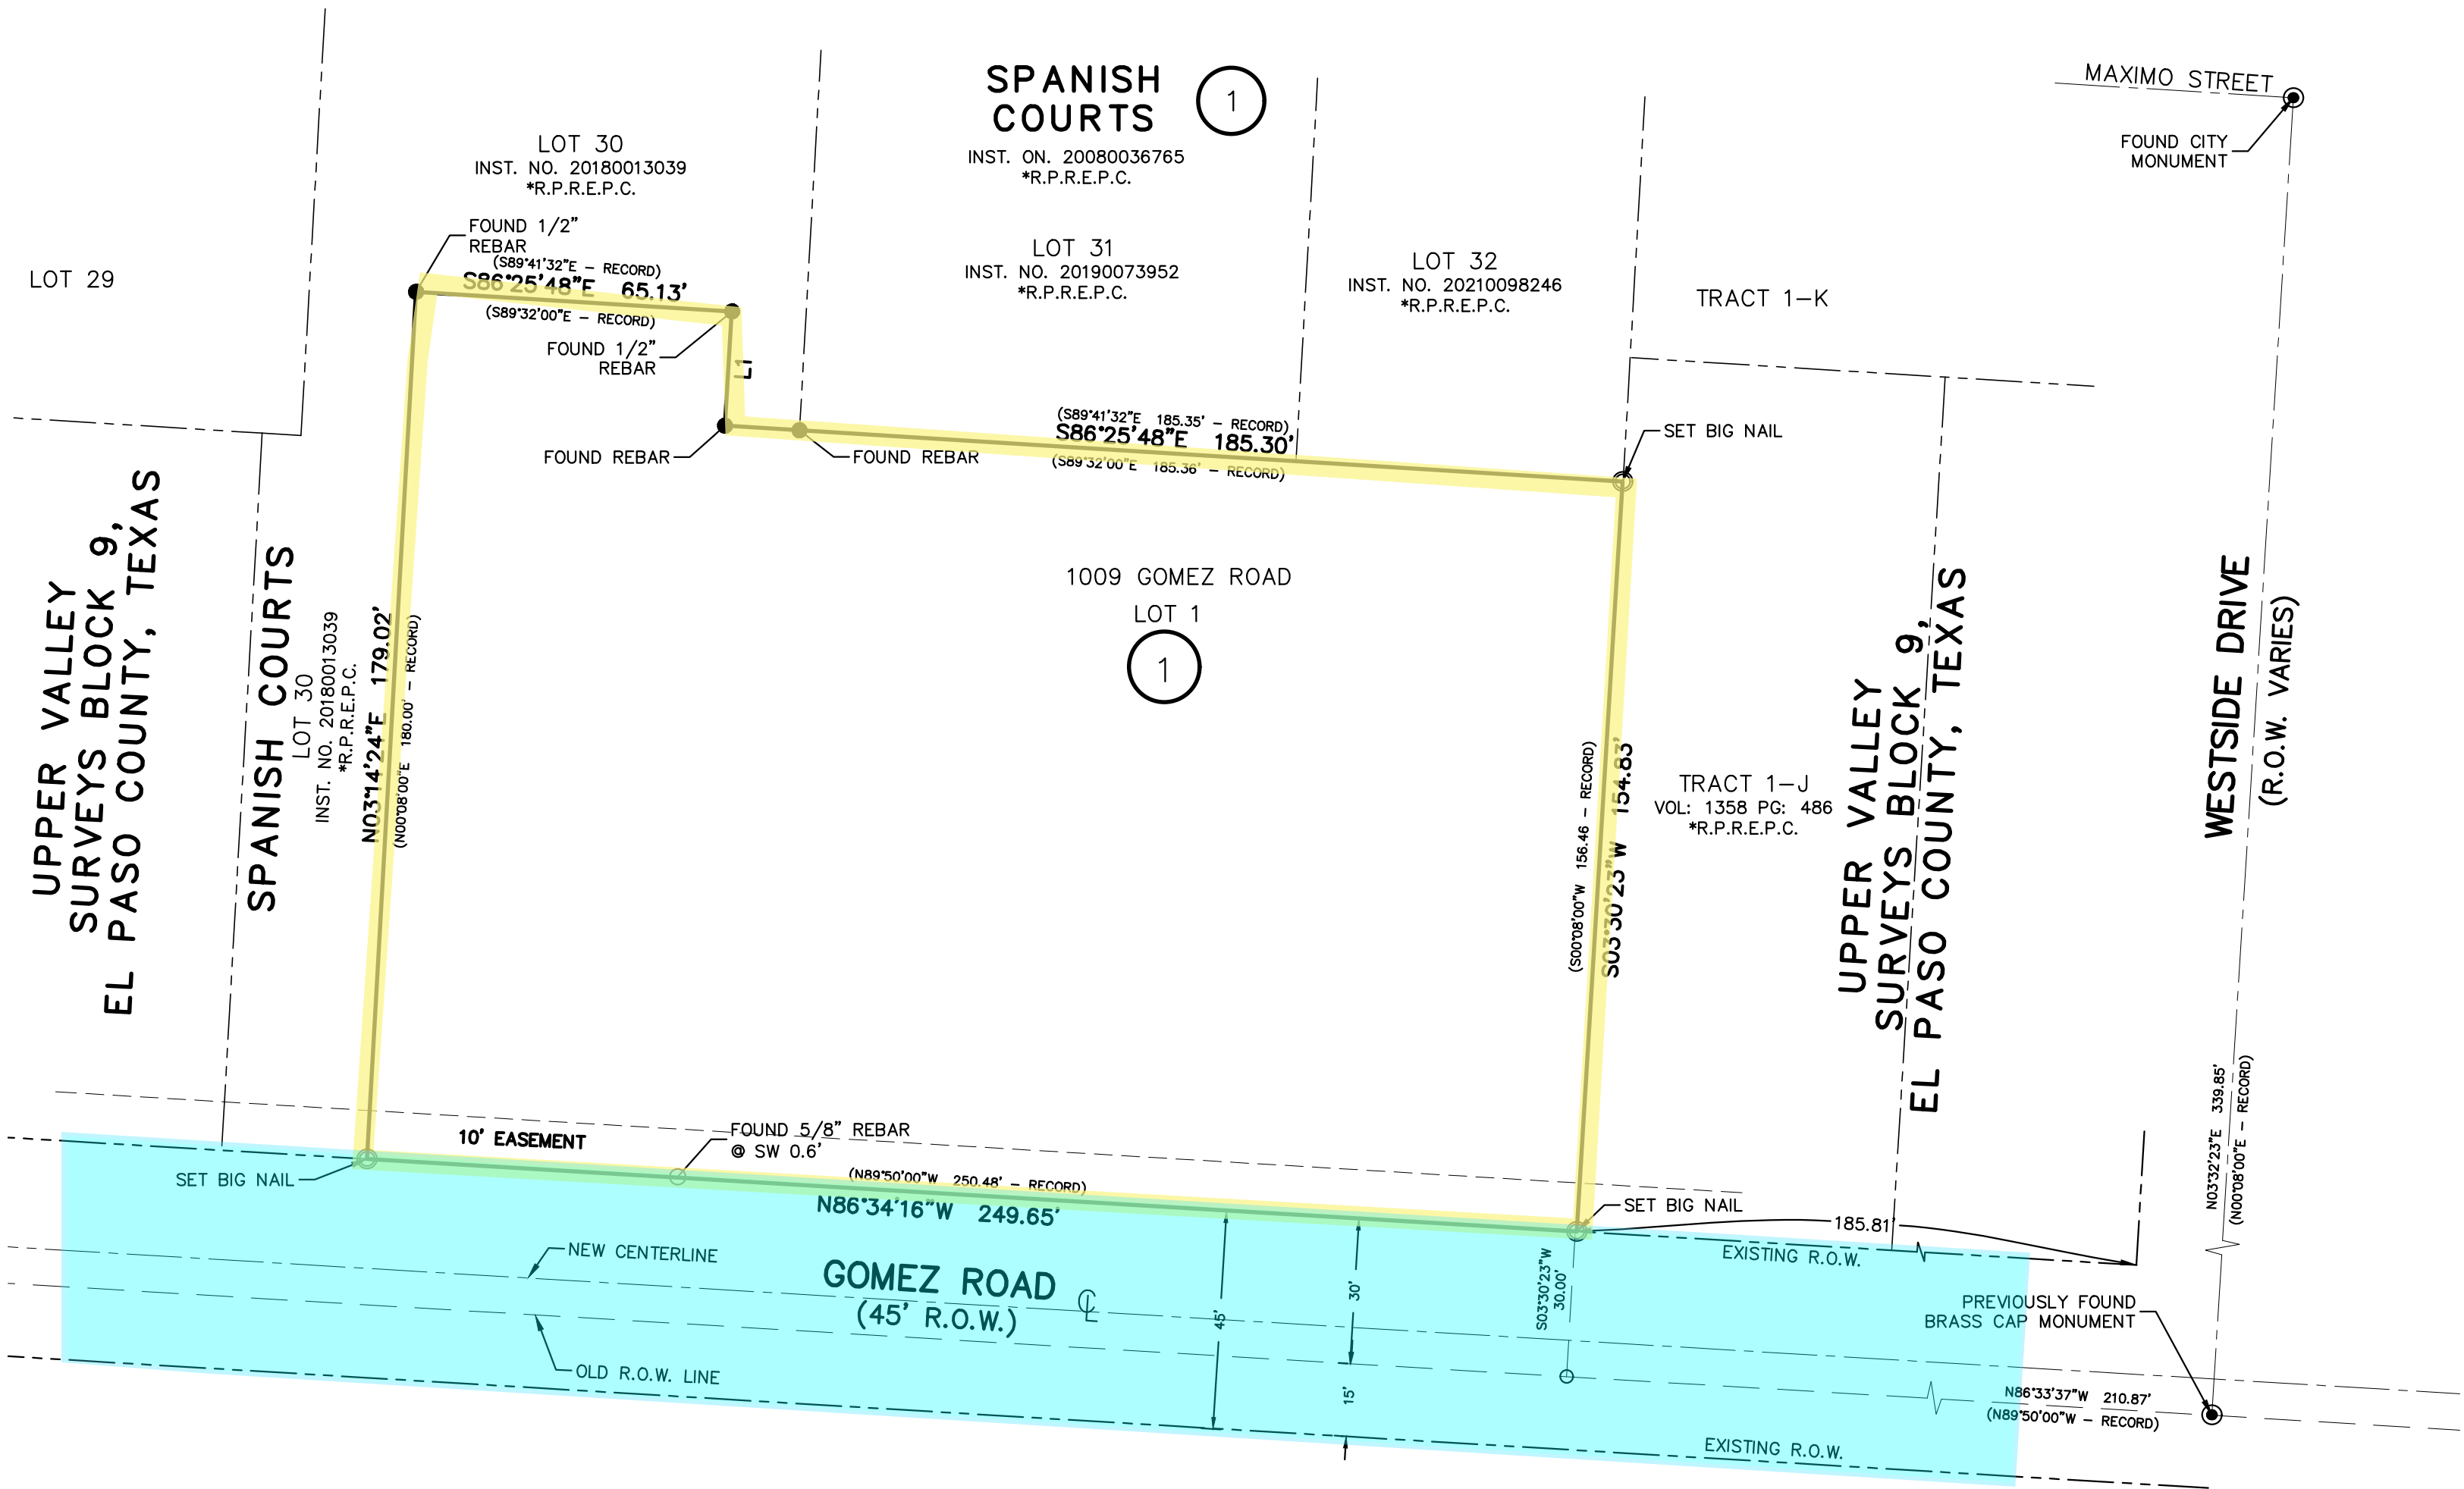 SPANISH
COURTS
1
INST. ON. 20080036765
*R.P.R.E.P.C.
MAXIMO STREET
FOUND CITY
MONUMENT
LOT 30
INST. NO. 20180013039
*R.P.R.E.P.C.
FOUND 1/2"
REBAR
LOT 29
(S89°41'32"E - RECORD)
S86°25'48"E 65.13'
(S89°32'00"E - RECORD)
FOUND 1/2"
REBAR
L1
LOT 31
INST. NO. 20190073952
*R.P.R.E.P.C.
LOT 32
INST. NO. 20210098246
*R.P.R.E.P.C.
TRACT 1-K
(S89°41'32"E 185.35' - RECORD)
S86°25'48"E 185.30'
(S89°32'00"E 185.36' - RECORD)
SET BIG NAIL
FOUND REBAR
FOUND REBAR
1009 GOMEZ ROAD
LOT 1
1
UPPER VALLEY
SURVEYS BLOCK 9,
EL PASO COUNTY, TEXAS
SPANISH COURTS
LOT 30
INST. NO. 20180013039
*R.P.R.E.P.C.
N03°14'24"E 179.02'
(N00°08'00"E 180.00' - RECORD)
(S00°08'00"W 156.46 - RECORD)
S03°30'23"W 154.83'
TRACT 1-J
VOL: 1358 PG: 486
*R.P.R.E.P.C.
UPPER VALLEY
SURVEYS BLOCK 9,
EL PASO COUNTY, TEXAS
WESTSIDE DRIVE
(R.O.W. VARIES)
N03°32'23"E 339.85'
(N00°08'00"E - RECORD)
10' EASEMENT
FOUND 5/8" REBAR
@ SW 0.6'
SET BIG NAIL
(N89°50'00"W 250.48' - RECORD)
N86°34'16"W 249.65'
SET BIG NAIL
185.81'
EXISTING R.O.W.
NEW CENTERLINE
GOMEZ ROAD
(45' R.O.W.)
CL
45'
30'
15'
S03°30'23"W
30.00'
PREVIOUSLY FOUND
BRASS CAP MONUMENT
OLD R.O.W. LINE
N86°33'37"W 210.87'
(N89°50'00"W - RECORD)
EXISTING R.O.W.